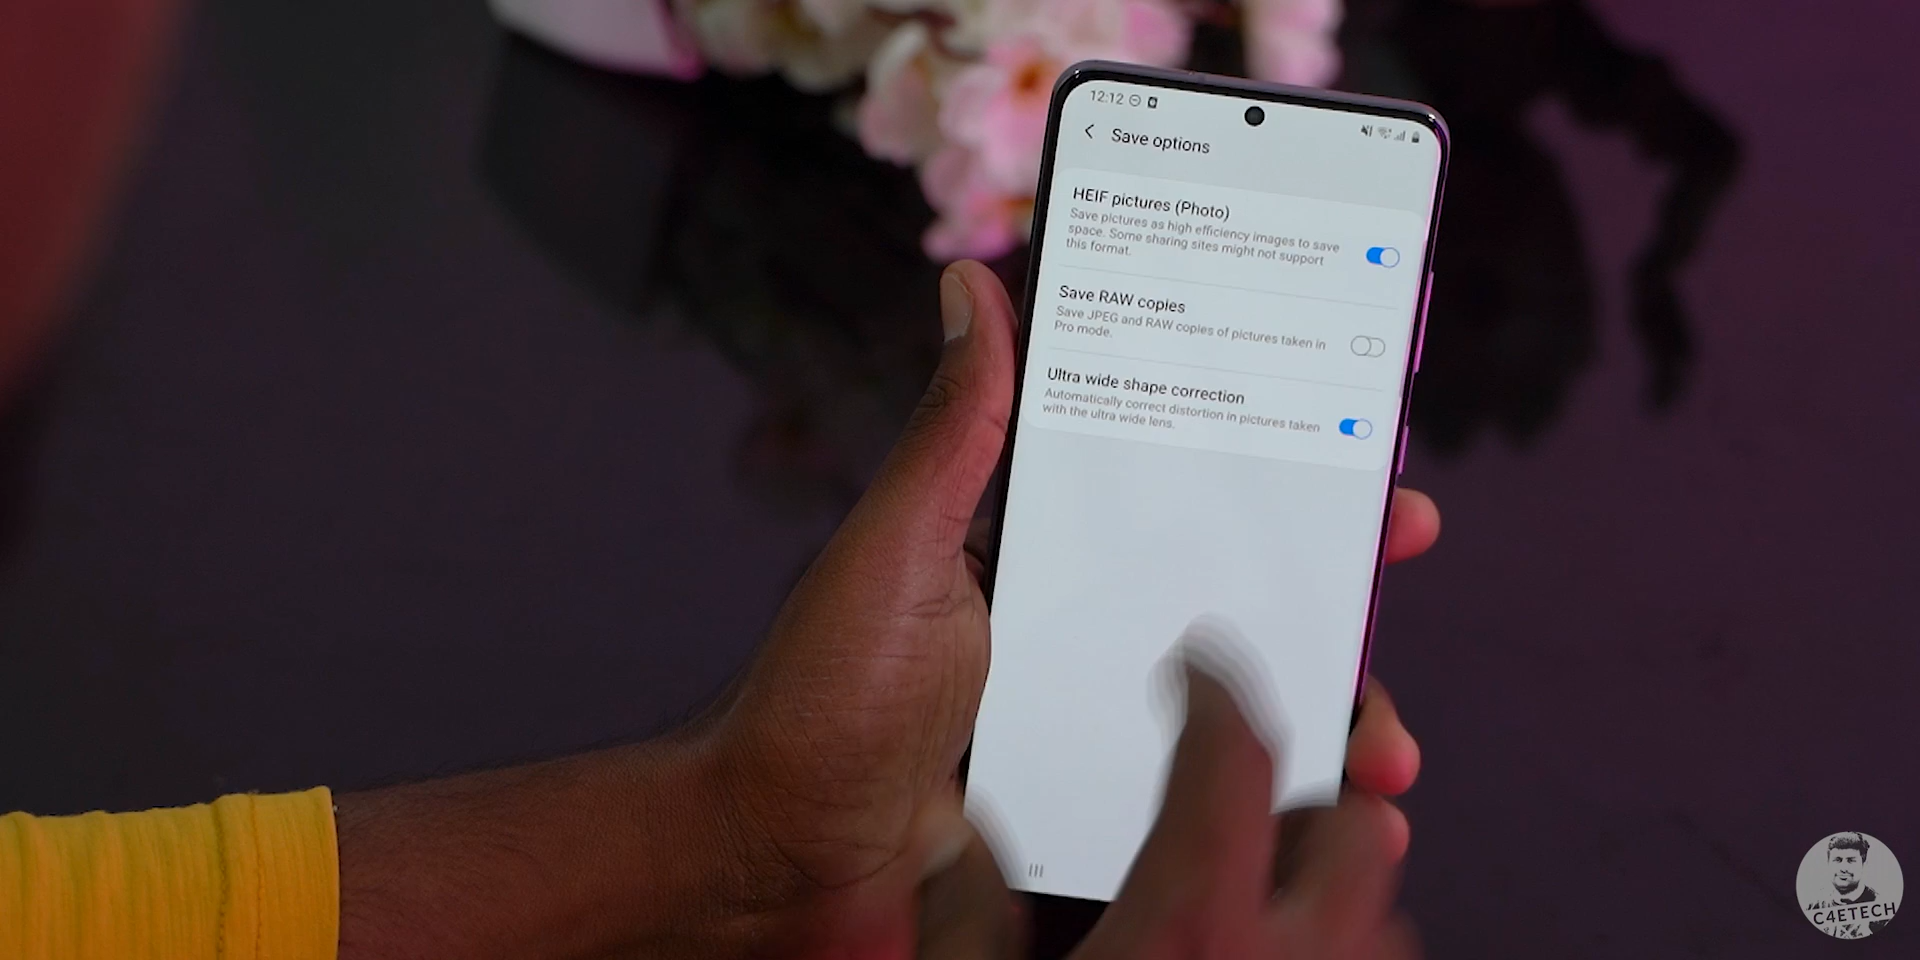 12:12
Save options
HEIF pictures (Photo)
Save pictures as high efficiency images to save
space. Some sharing sites might not support
this format.
Save RAW copies
Save JPEG and RAW copies of pictures taken in
Pro mode.
Ultra wide shape correction
Automatically correct distortion in pictures taken
with the ultra wide lens.
C4ETECH